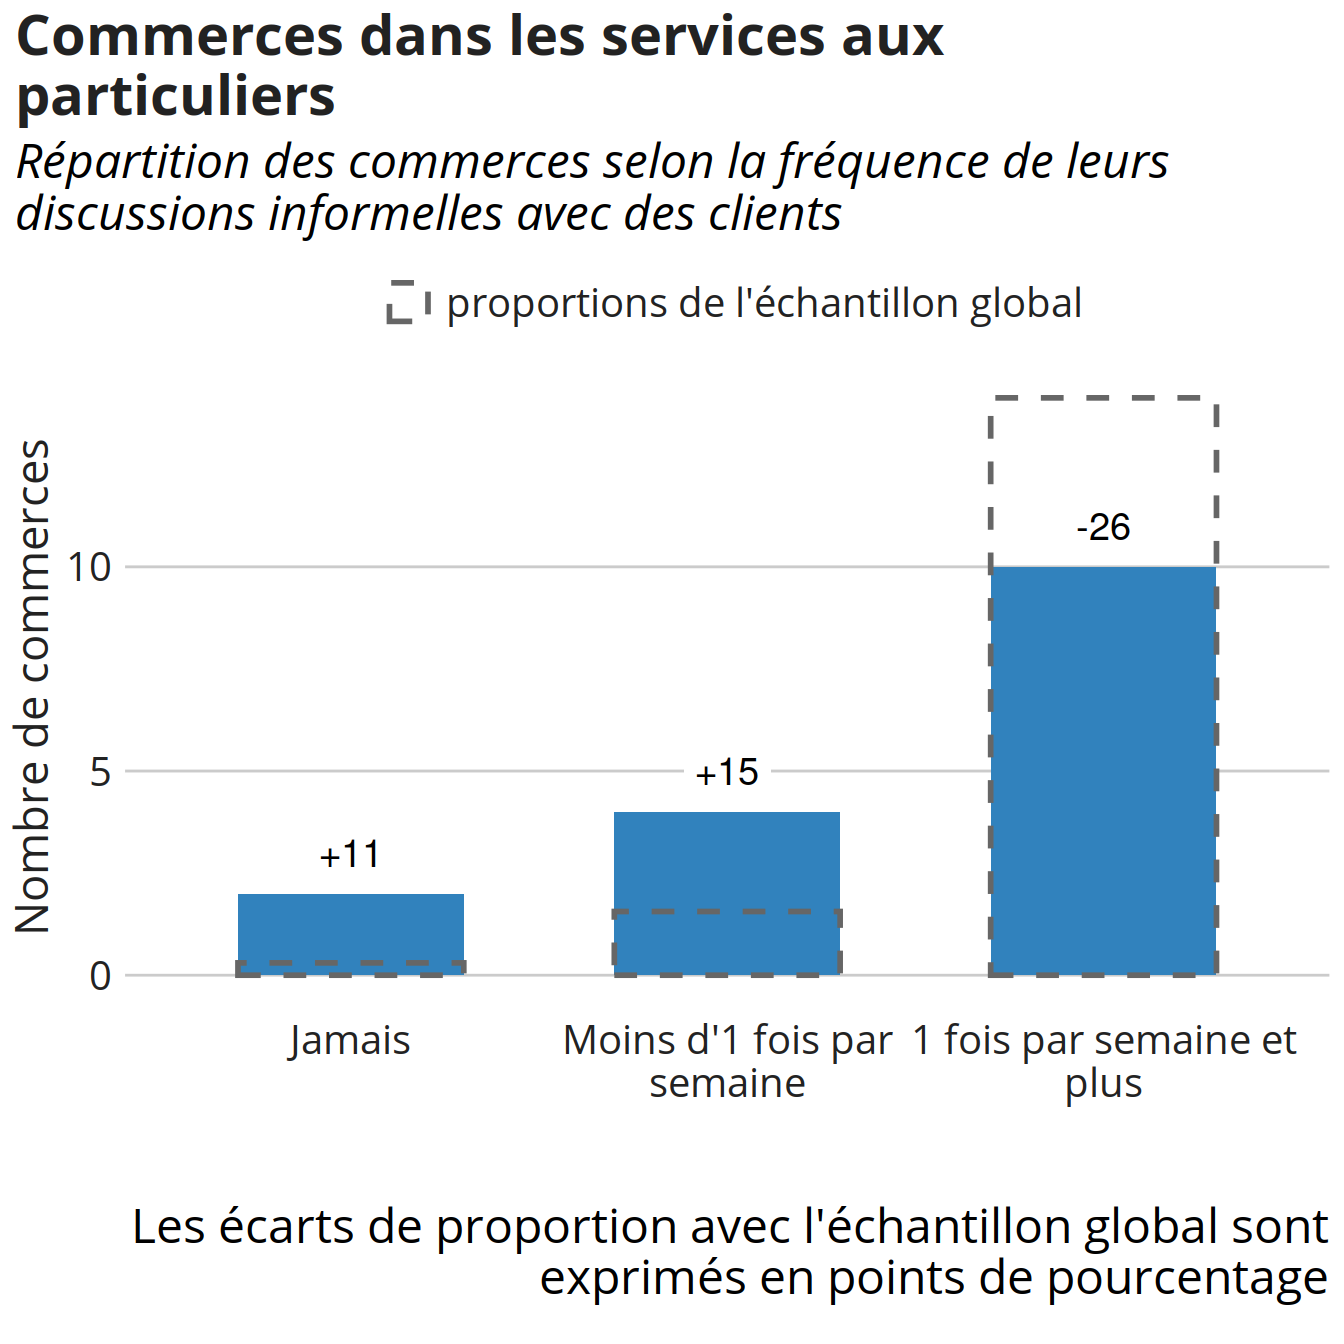 Commerces dans les services aux
particuliers
Répartition des commerces selon la fréquence de leurs
discussions informelles avec des clients
proportions de l'échantillon global
Nombre de commerces
10
5
0
+11
+15
-26
Jamais
Moins d'1 fois par
semaine
1 fois par semaine et
plus
Les écarts de proportion avec l'échantillon global sont
exprimés en points de pourcentage